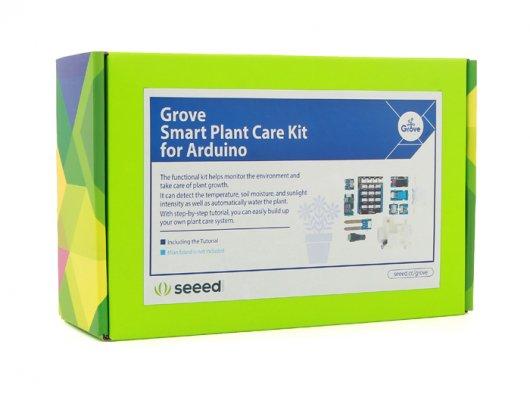 Grove
Smart Plant Care Kit
for Arduino
Grove
The functional kit helps monitor the environment and
take care of plant growth.
It can detect the temperature, soil moisture, and sunlight
intensity as well as automatically water the plant.
With step-by-step tutorial, you can easily build up
your own plant care system.
Including the Tutorial
is not included
seeed
seeed.cc/grove